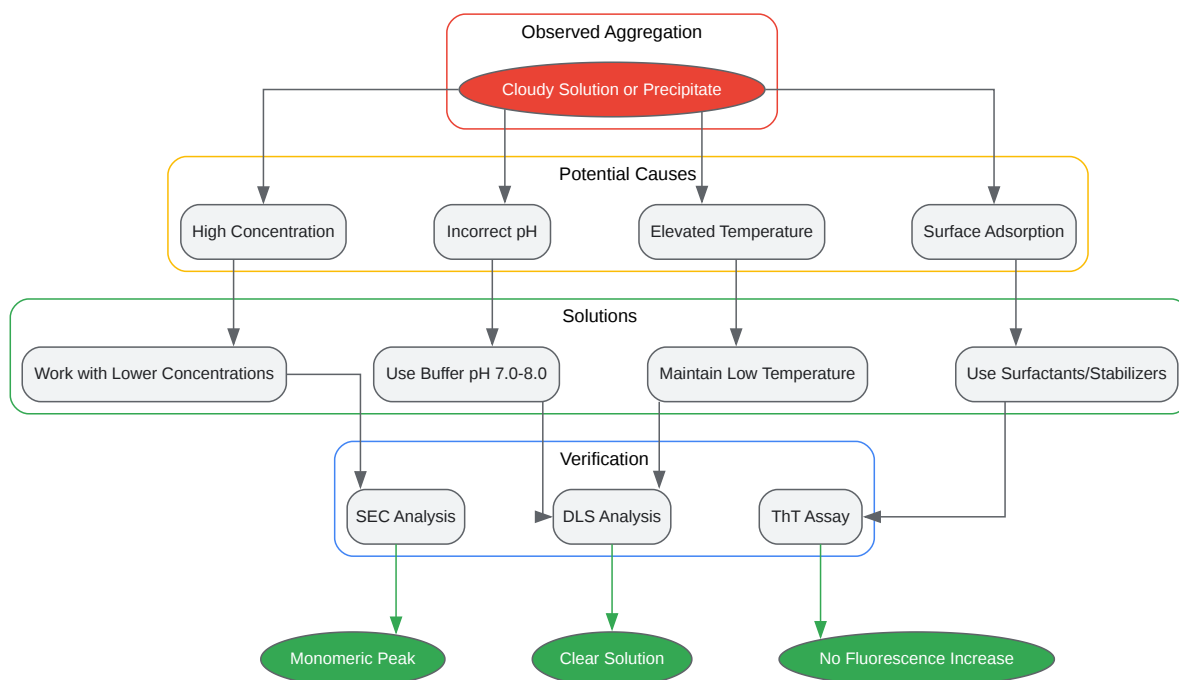 Observed Aggregation
Cloudy Solution or Precipitate
Potential Causes
High Concentration
Incorrect pH
Elevated Temperature
Surface Adsorption
Solutions
Work with Lower Concentrations
Use Buffer pH 7.0-8.0
Maintain Low Temperature
Use Surfactants/Stabilizers
Verification
SEC Analysis
DLS Analysis
ThT Assay
Monomeric Peak
Clear Solution
No Fluorescence Increase